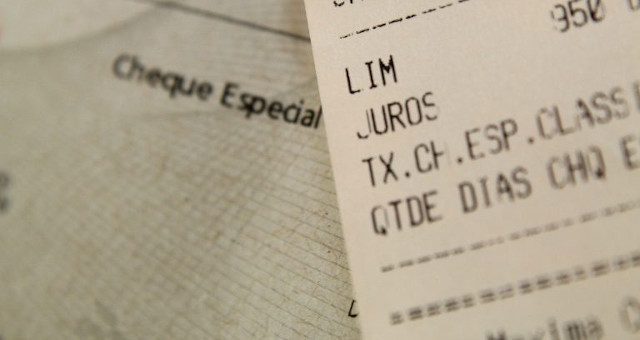 Cheque Especial
950
LIM
JUROS
TX.CH.ESP.CLASS
QTDE DIAS CHQ E